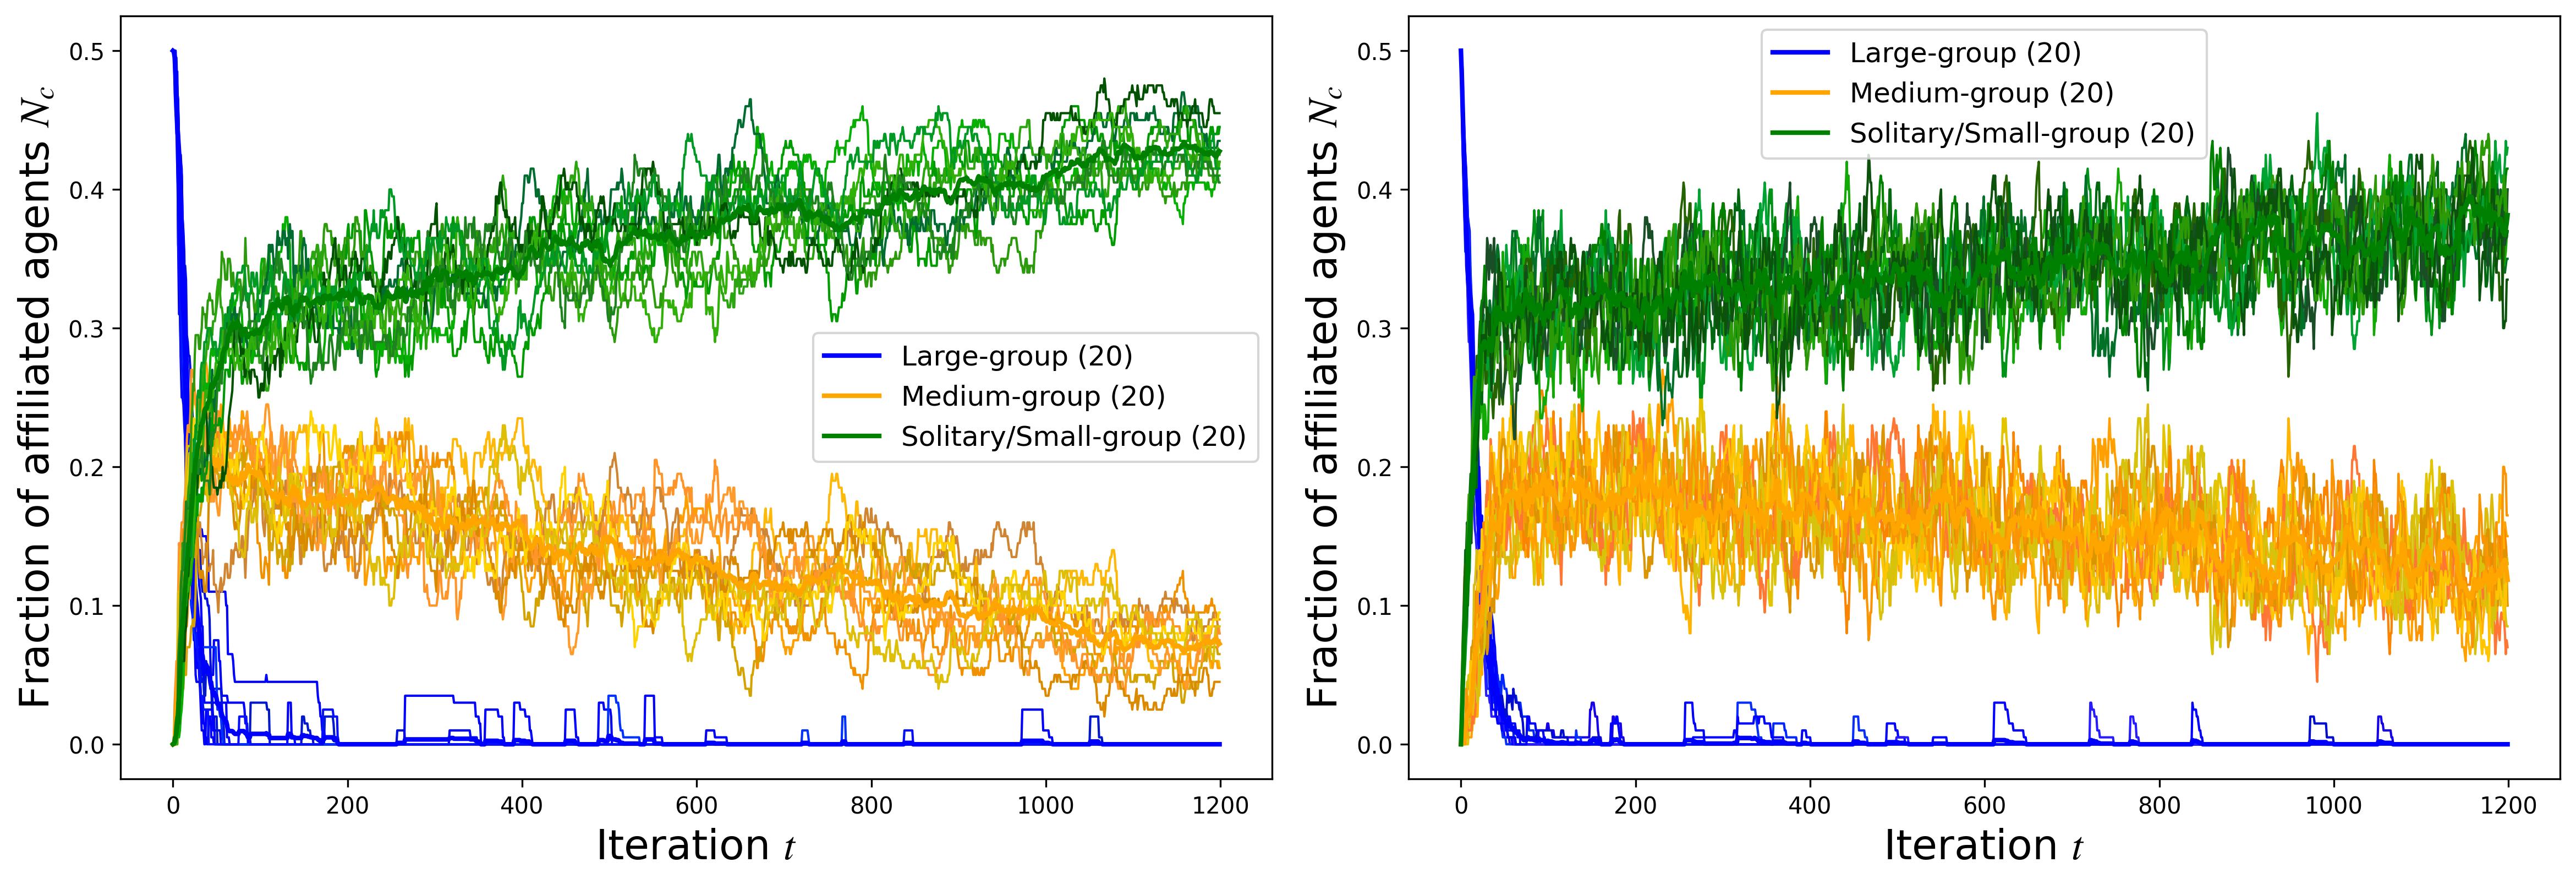 Fraction of affiliated agents N_c
0.5
0.4
0.3
0.2
0.1
0.0
Large-group (20)
Medium-group (20)
Solitary/Small-group (20)
0 200 400 600 800 1000 1200
Iteration t
Fraction of affiliated agents N_c
0.5
0.4
0.3
0.2
0.1
0.0
Large-group (20)
Medium-group (20)
Solitary/Small-group (20)
0 200 400 600 800 1000 1200
Iteration t